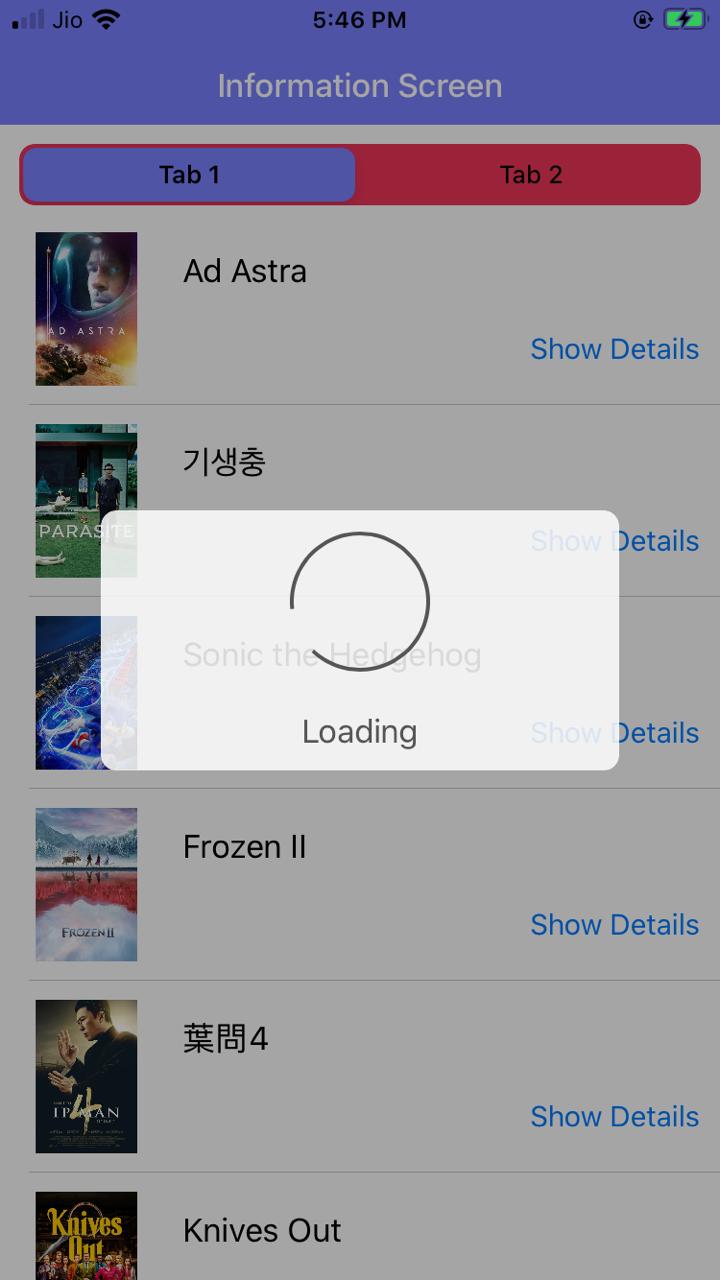 Jio 5:46 PM
Information Screen
Tab 1 Tab 2
AD ASTRA
Ad Astra
Show Details
PARASITE
기생충
Show Details
Sonic the Hedgehog
Loading
Show Details
FROZEN II
Frozen II
Show Details
IP MAN
4
葉問4
Show Details
Knives
Out
Knives Out